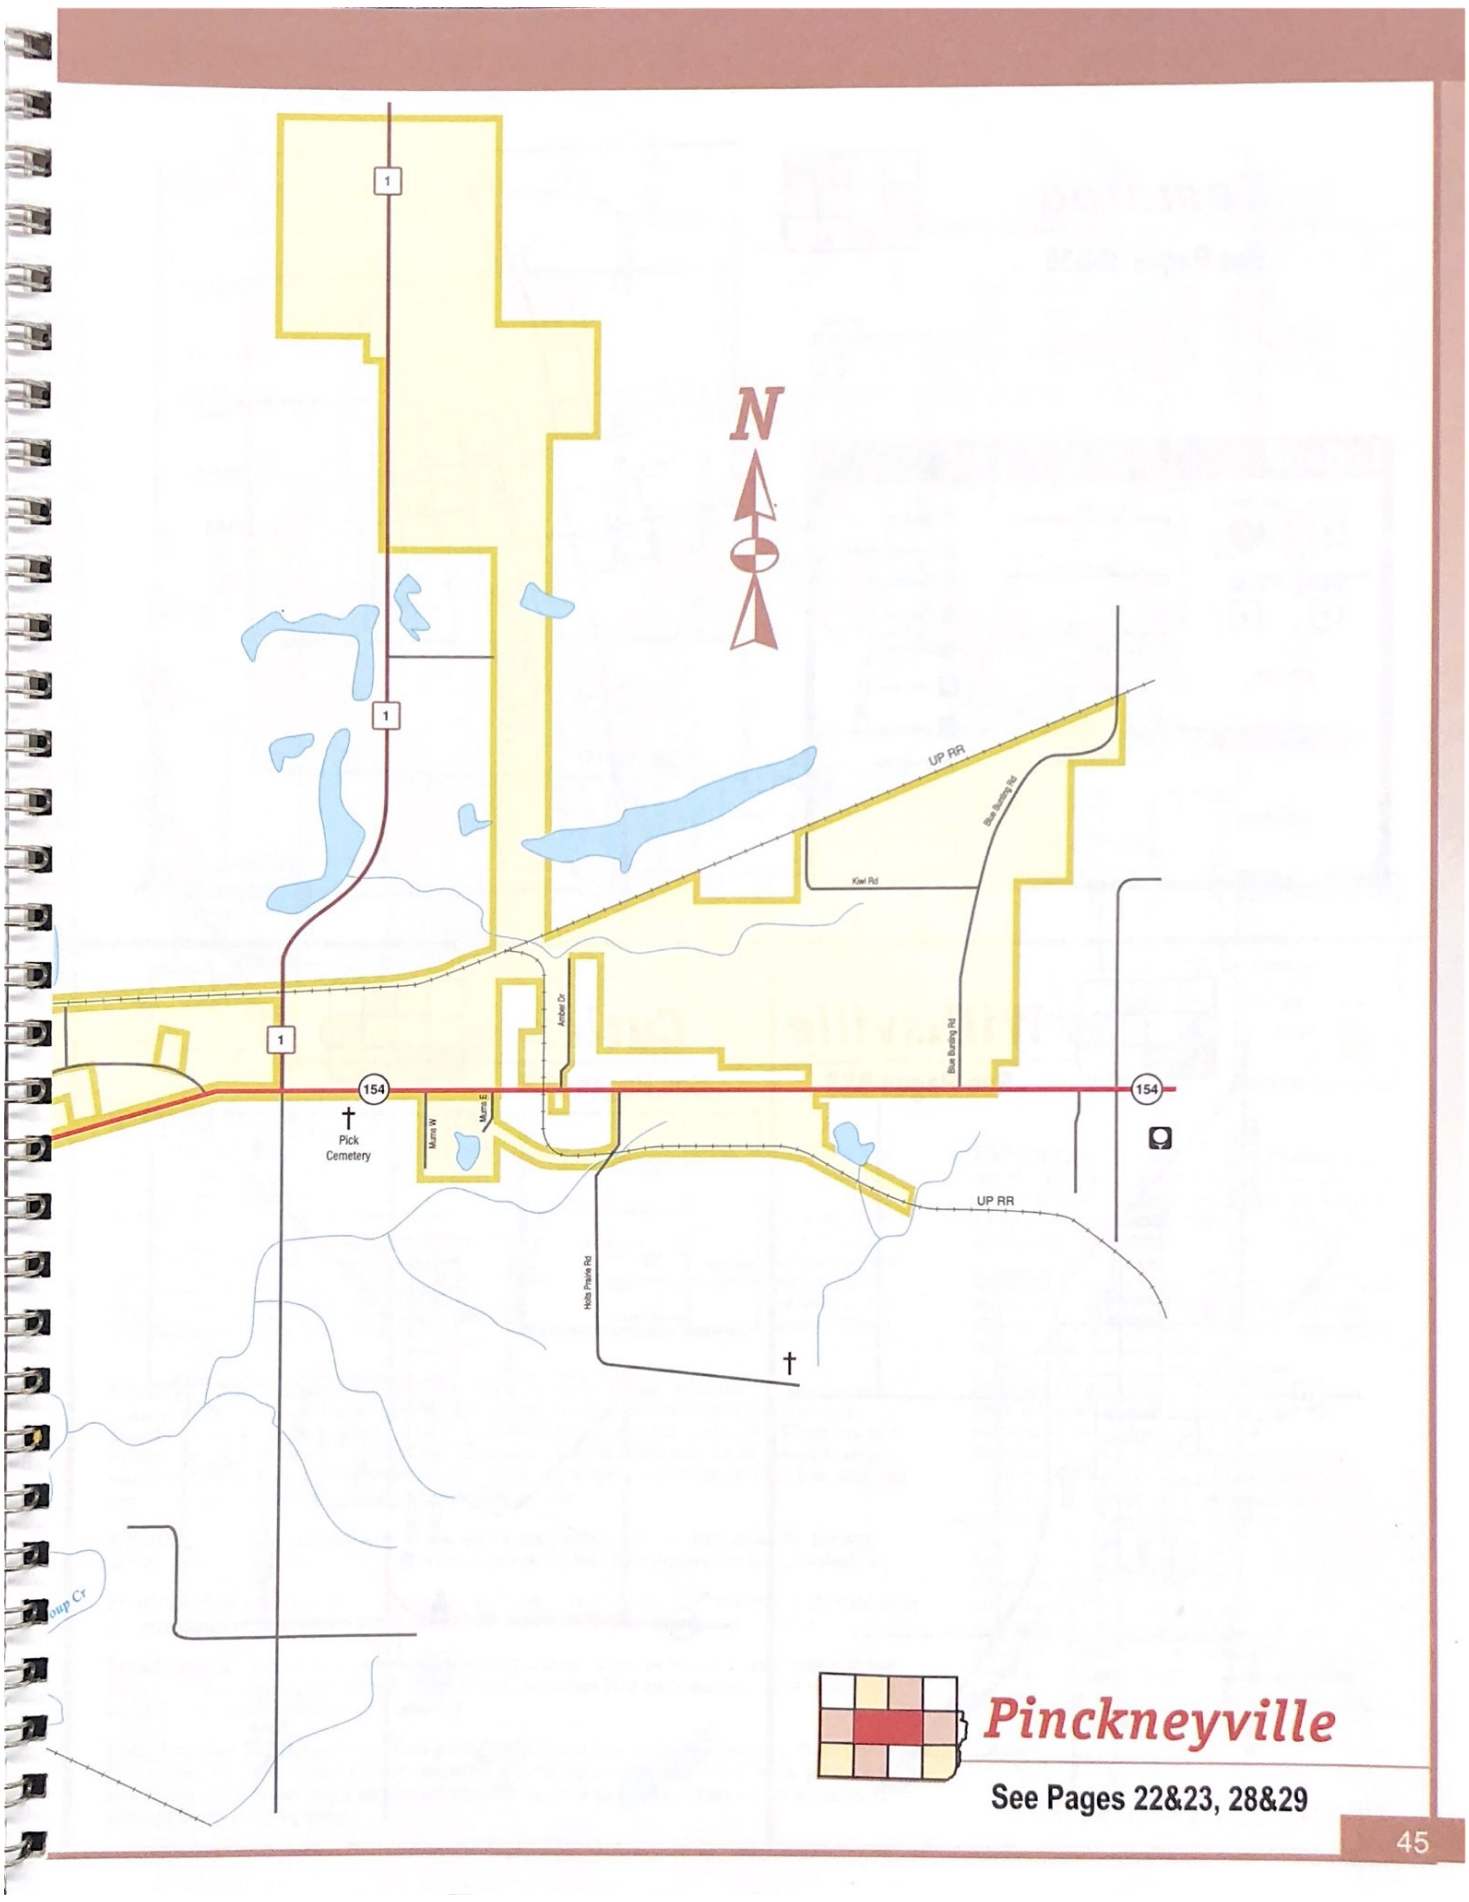 1
N
1
UP RR
Blue Bunting Rd
Kiwi Rd
Amber Dr
Blue Bunting Rd
1
154
154
Mums W
Mums E
Pick
Cemetery
UP RR
Holts Prairie Rd
Pinckneyville
See Pages 22&23, 28&29
45